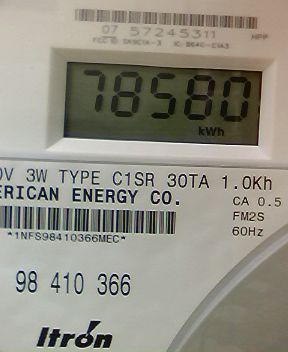 07 57245311
HPP
78580
kWh
0V 3W TYPE C1SR 30TA 1.0Kh
ERICAN ENERGY CO.
CA 0.5
FM2S
*1NFS98410366MEC*
60Hz
98 410 366
Itron